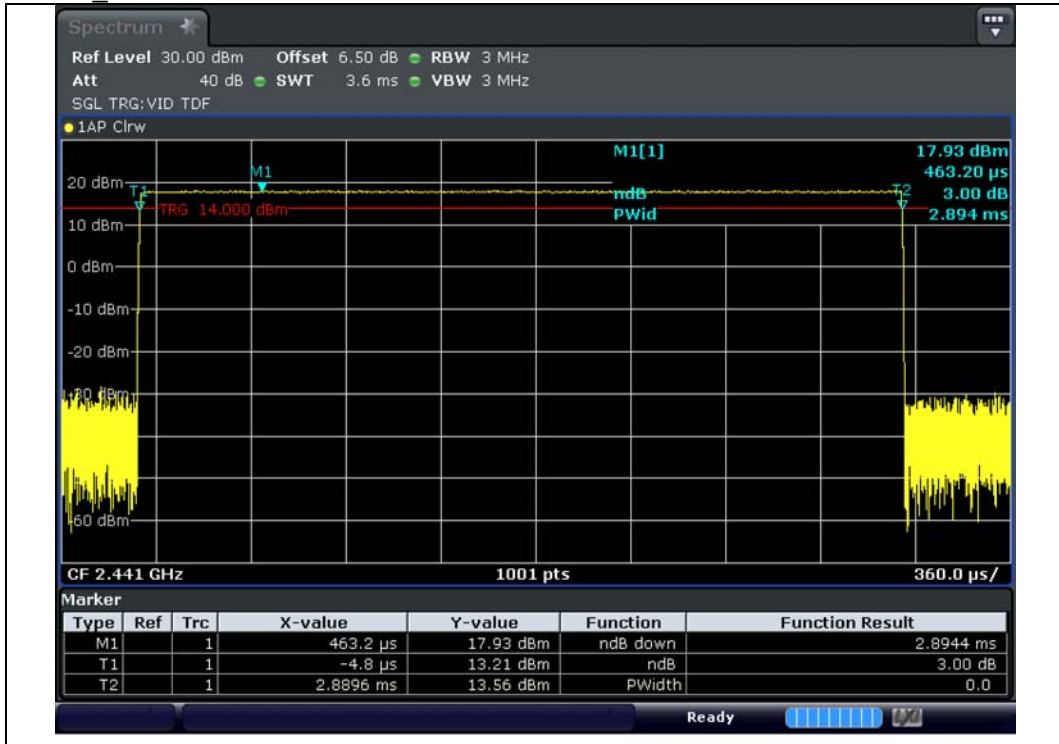 Spectrum
Ref Level 30.00 dBm Offset 6.50 dB RBW 3 MHz
Att 40 dB SWT 3.6 ms VBW 3 MHz
SGL TRG:VID TDF
1AP Clrw
M1[1] 17.93 dBm
463.20 µs
ndB 3.00 dB
PWid 2.894 ms
M1
T1
T2
20 dBm
TRG 14.000 dBm
10 dBm
0 dBm
-10 dBm
-20 dBm
-30 dBm
-60 dBm
CF 2.441 GHz 1001 pts 360.0 µs/
Marker
Type Ref Trc X-value Y-value Function Function Result
M1 1 463.2 µs 17.93 dBm ndB down 2.8944 ms
T1 1 -4.8 µs 13.21 dBm ndB 3.00 dB
T2 1 2.8896 ms 13.56 dBm PWidth 0.0
Ready LXI